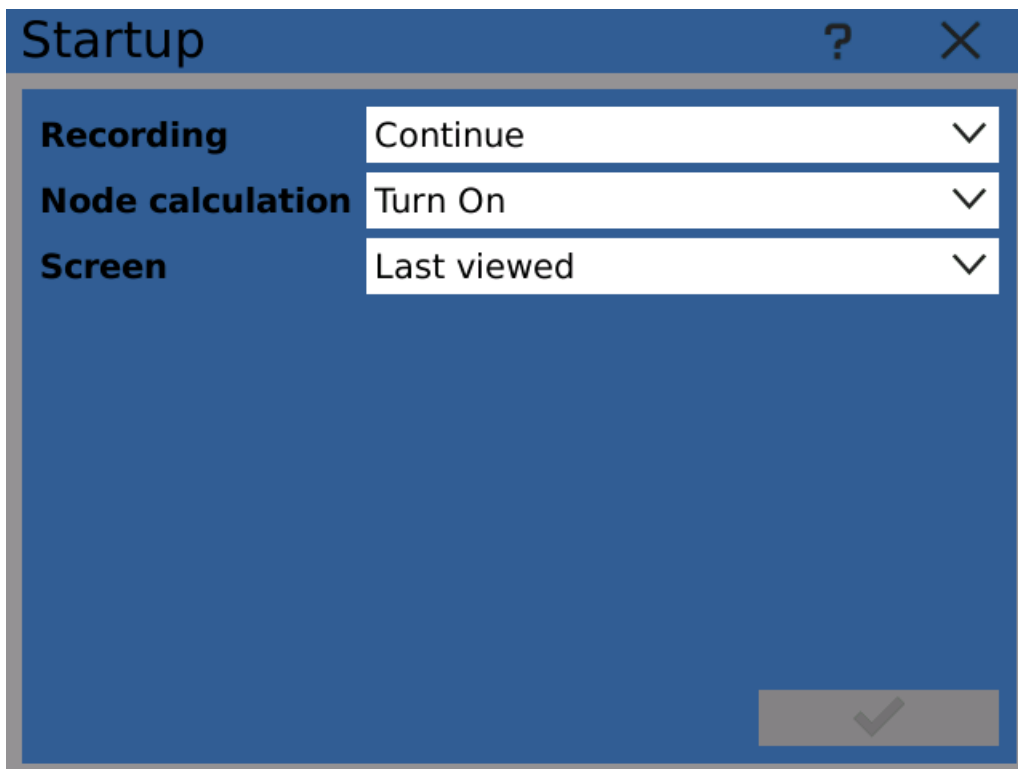 Startup ?
Recording Continue
Node calculation Turn On
Screen Last viewed